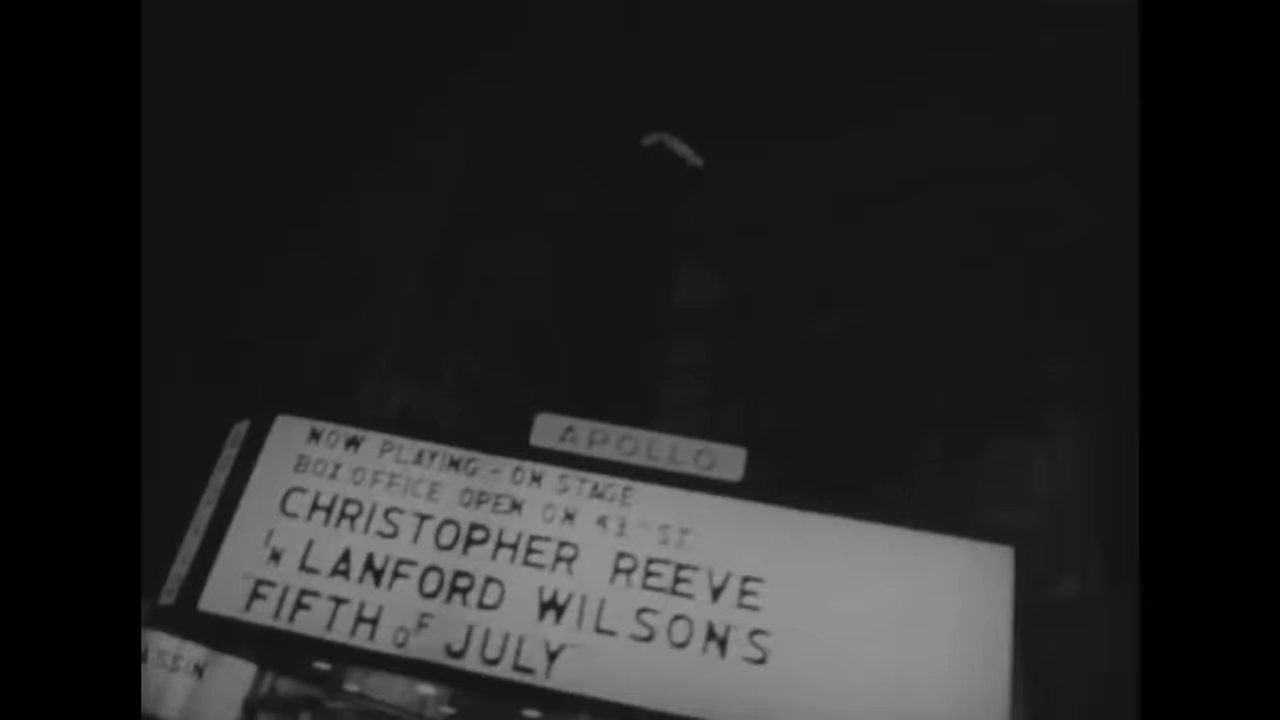 APOLLO
NOW PLAYING - ON STAGE
BOX OFFICE OPEN ON 43 ST
CHRISTOPHER REEVE
IN LANFORD WILSON'S
FIFTH OF JULY
ASSIN